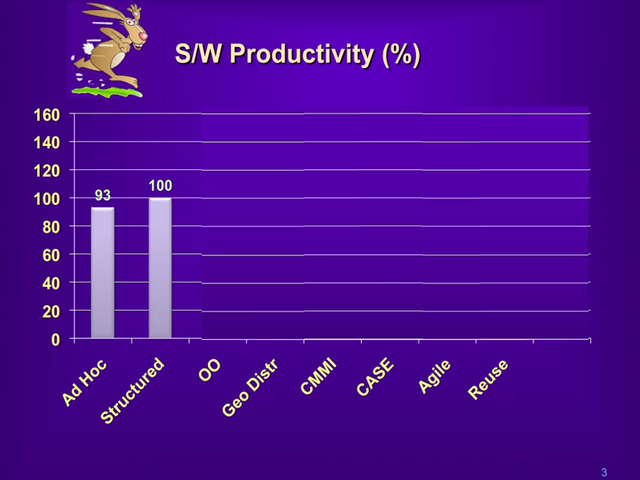 S/W Productivity (%)
160
140
120
100
80
60
40
20
0
93
100
Ad Hoc
Structured
OO
Geo Distr
CMMI
CASE
Agile
Reuse
3